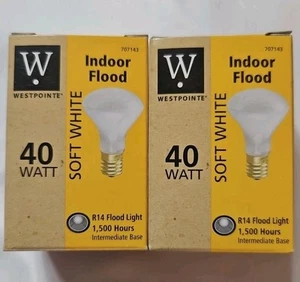 707143
W
WESTPOINTE
Indoor
Flood
40
WATT
SOFT WHITE
R14 Flood Light
1,500 Hours
Intermediate Base
707143
W
WESTPOINTE
Indoor
Flood
40
WATT
SOFT WHITE
R14 Flood Light
1,500 Hours
Intermediate Base